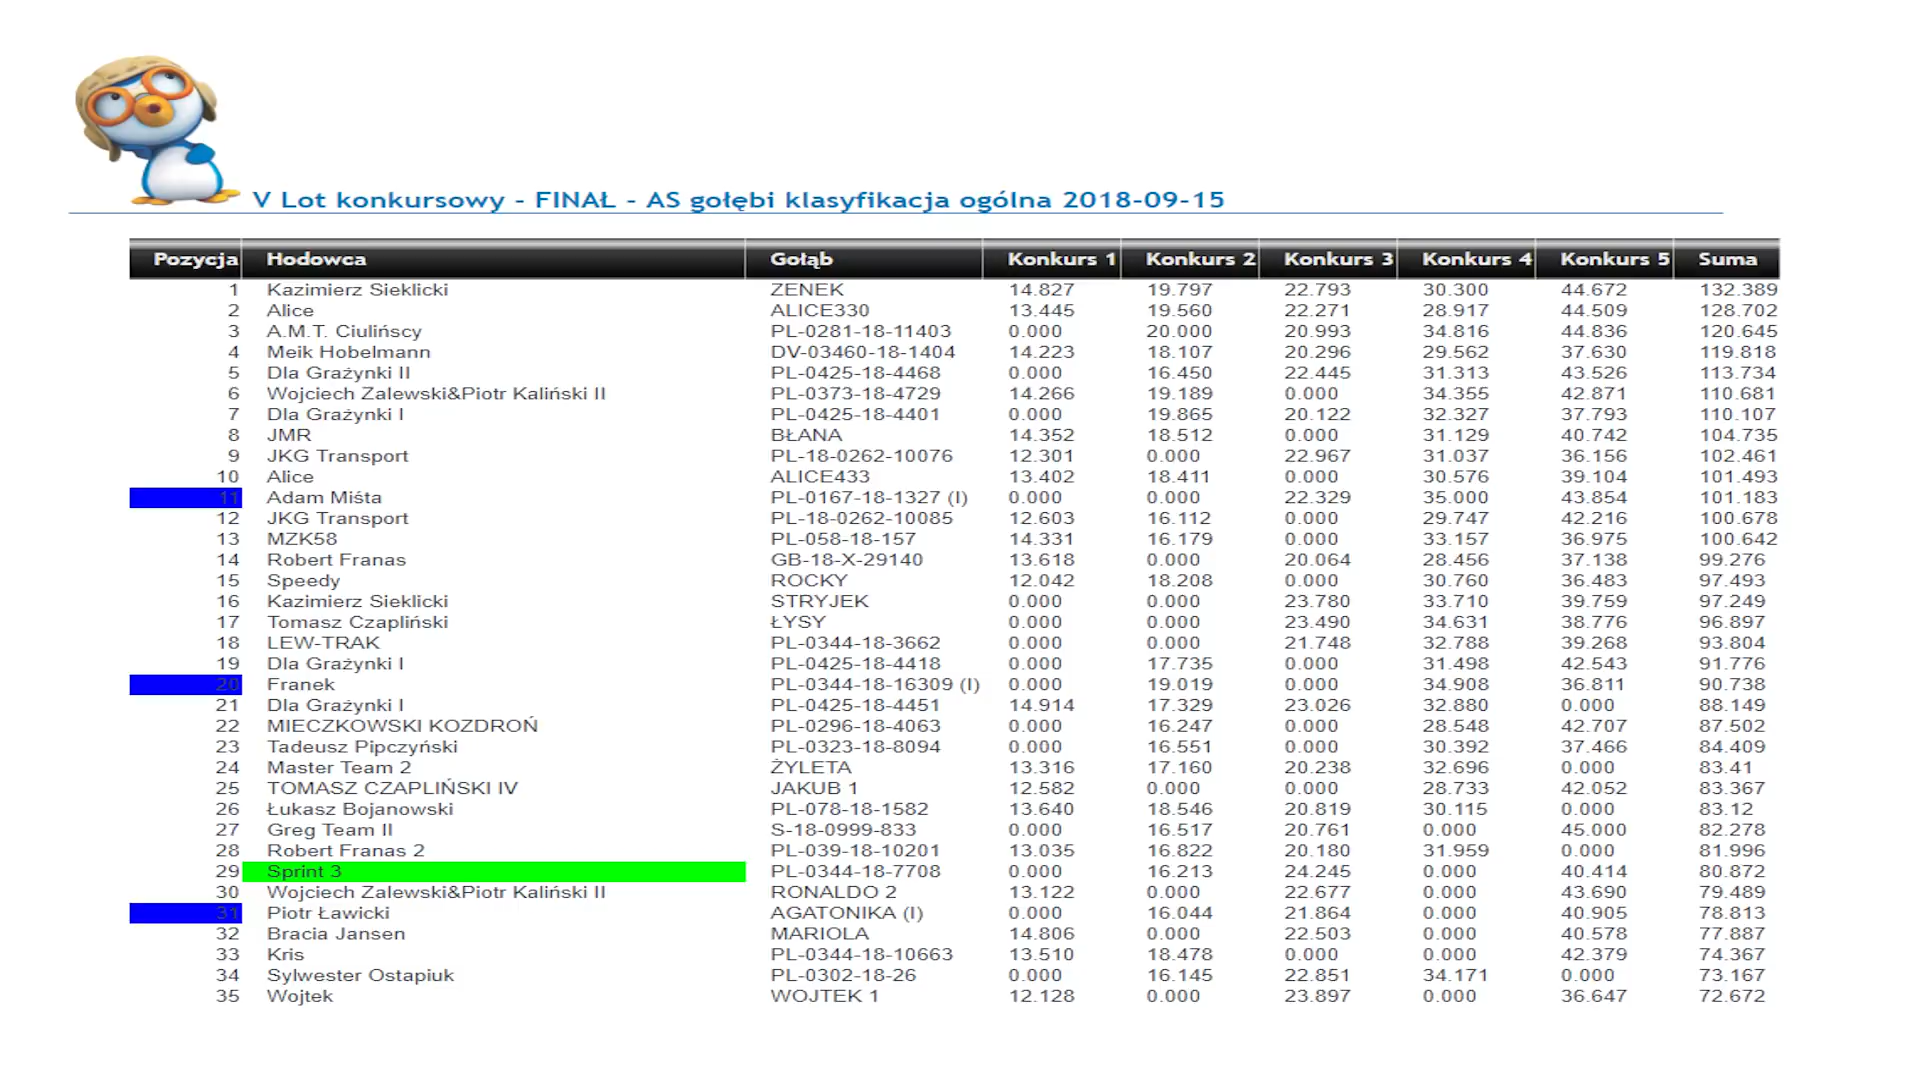 V Lot konkursowy - FINAŁ - AS gołębi klasyfikacja ogólna 2018-09-15
Pozycja Hodowca Gołąb Konkurs 1 Konkurs 2 Konkurs 3 Konkurs 4 Konkurs 5 Suma
1 Kazimierz Sieklicki ZENEK 14.827 19.797 22.793 30.300 44.672 132.389
2 Alice ALICE330 13.445 19.560 22.271 28.917 44.509 128.702
3 A.M.T. Ciulińscy PL-0281-18-11403 0.000 20.000 20.993 34.816 44.836 120.645
4 Meik Hobelmann DV-03460-18-1404 14.223 18.107 20.296 29.562 37.630 119.818
5 Dla Grażynki II PL-0425-18-4468 0.000 16.450 22.445 31.313 43.526 113.734
6 Wojciech Zalewski&Piotr Kaliński II PL-0373-18-4729 14.266 19.189 0.000 34.355 42.871 110.681
7 Dla Grażynki I PL-0425-18-4401 0.000 19.865 20.122 32.327 37.793 110.107
8 JMR BŁANA 14.352 18.512 0.000 31.129 40.742 104.735
9 JKG Transport PL-18-0262-10076 12.301 0.000 22.967 31.037 36.156 102.461
10 Alice ALICE433 13.402 18.411 0.000 30.576 39.104 101.493
11 Adam Miśta PL-0167-18-1327 (I) 0.000 0.000 22.329 35.000 43.854 101.183
12 JKG Transport PL-18-0262-10085 12.603 16.112 0.000 29.747 42.216 100.678
13 MZK58 PL-058-18-157 14.331 16.179 0.000 33.157 36.975 100.642
14 Robert Franas GB-18-X-29140 13.618 0.000 20.064 28.456 37.138 99.276
15 Speedy ROCKY 12.042 18.208 0.000 30.760 36.483 97.493
16 Kazimierz Sieklicki STRYJEK 0.000 0.000 23.780 33.710 39.759 97.249
17 Tomasz Czapliński ŁYSY 0.000 0.000 23.490 34.631 38.776 96.897
18 LEW-TRAK PL-0344-18-3662 0.000 0.000 21.748 32.788 39.268 93.804
19 Dla Grażynki I PL-0425-18-4418 0.000 17.735 0.000 31.498 42.543 91.776
20 Franek PL-0344-18-16309 (I) 0.000 19.019 0.000 34.908 36.811 90.738
21 Dla Grażynki I PL-0425-18-4451 14.914 17.329 23.026 32.880 0.000 88.149
22 MIECZKOWSKI KOZDROŃ PL-0296-18-4063 0.000 16.247 0.000 28.548 42.707 87.502
23 Tadeusz Pipczyński PL-0323-18-8094 0.000 16.551 0.000 30.392 37.466 84.409
24 Master Team 2 ŻYLETA 13.316 17.160 20.238 32.696 0.000 83.41
25 TOMASZ CZAPLIŃSKI IV JAKUB 1 12.582 0.000 0.000 28.733 42.052 83.367
26 Łukasz Bojanowski PL-078-18-1582 13.640 18.546 20.819 30.115 0.000 83.12
27 Greg Team II S-18-0999-833 0.000 16.517 20.761 0.000 45.000 82.278
28 Robert Franas 2 PL-039-18-10201 13.035 16.822 20.180 31.959 0.000 81.996
29 Sprint 3 PL-0344-18-7708 0.000 16.213 24.245 0.000 40.414 80.872
30 Wojciech Zalewski&Piotr Kaliński II RONALDO 2 13.122 0.000 22.677 0.000 43.690 79.489
31 Piotr Ławicki AGATONIKA (I) 0.000 16.044 21.864 0.000 40.905 78.813
32 Bracia Jansen MARIOLA 14.806 0.000 22.503 0.000 40.578 77.887
33 Kris PL-0344-18-10663 13.510 18.478 0.000 0.000 42.379 74.367
34 Sylwester Ostapiuk PL-0302-18-26 0.000 16.145 22.851 34.171 0.000 73.167
35 Wojtek WOJTEK 1 12.128 0.000 23.897 0.000 36.647 72.672